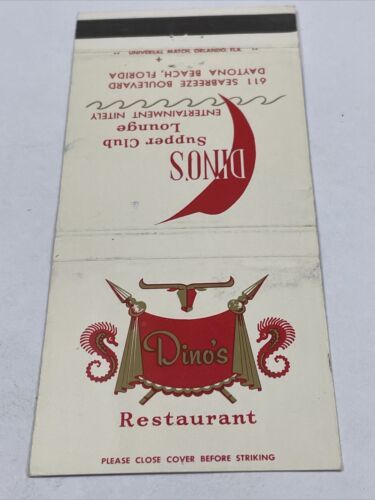 UNIVERSAL MATCH, ORLANDO, FLA.
611 SEABREEZE BOULEVARD
DAYTONA BEACH, FLORIDA
ENTERTAINMENT NITELY
Lounge
Supper Club
DINO'S
Dino's
Restaurant
PLEASE CLOSE COVER BEFORE STRIKING